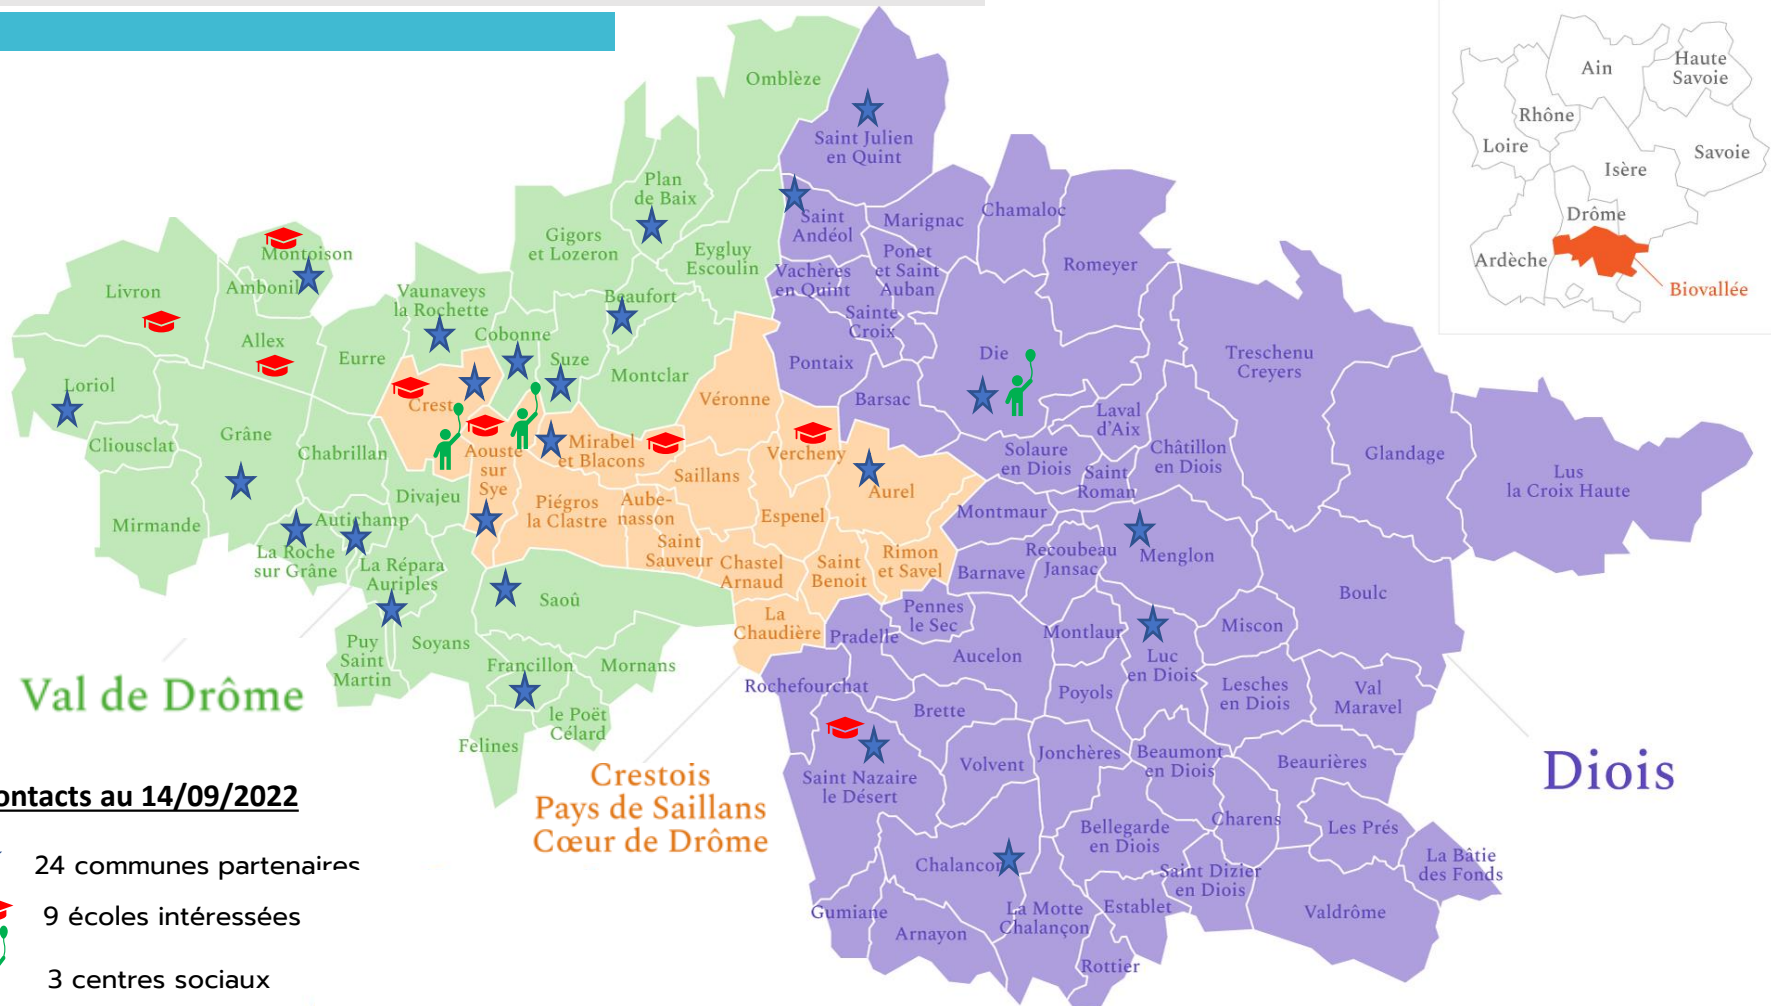 Omblèze
Saint Julien
en Quint
Plan
de Baix
Saint
Andéol
Marignac
Chamaloc
Gigors
et Lozeron
Eygluy
Escoulin
Ponet
et Saint
Auban
Romeyer
Montoison
Livron
Ambonil
Vaunaveys
la Rochette
Beaufort
Vachères
en Quint
Sainte
Croix
Allex
Eurre
Cobonne
Suze
Montclar
Pontaix
Die
Treschenu
Creyers
Loriol
Crest
Véronne
Barsac
Laval
d'Aix
Cliousclat
Grâne
Chabrillan
Aouste
sur
Sye
Mirabel
et Blacons
Vercheny
Solaure
en Diois
Châtillon
en Diois
Glandage
Lus
la Croix Haute
Saillans
Aurel
Saint
Roman
Divajeu
Piégros
la Clastre
Aube-
nasson
Espenel
Montmaur
Mirmande
Autichamp
La Roche
sur Grâne
La Répara
Auriples
Saint
Sauveur
Chastel
Arnaud
Saint
Benoit
Rimon
et Savel
Barnave
Recoubeau
Jansac
Menglon
Saoû
La
Chaudière
Pradelle
Pennes
le Sec
Montlaur
Miscon
Boulc
Puy
Saint
Martin
Soyans
Francillon
Mornans
Aucelon
Luc
en Diois
Rochefourchat
Brette
Poyols
Lesches
en Diois
Val
Maravel
le Poët
Célard
Felines
Saint Nazaire
le Désert
Volvent
Jonchères
Beaumont
en Diois
Beaurières
Bellegarde
en Diois
Charens
Les Prés
La Bâtie
des Fonds
Chalancon
Saint Dizier
en Diois
Gumiane
Arnayon
La Motte
Chalançon
Establet
Valdrôme
Rottier
Val de Drôme
Crestois
Pays de Saillans
Cœur de Drôme
Diois
ontacts au 14/09/2022
24 communes partenaires
9 écoles intéressées
3 centres sociaux
Ain
Haute
Savoie
Rhône
Loire
Savoie
Isère
Drôme
Ardèche
Biovallée